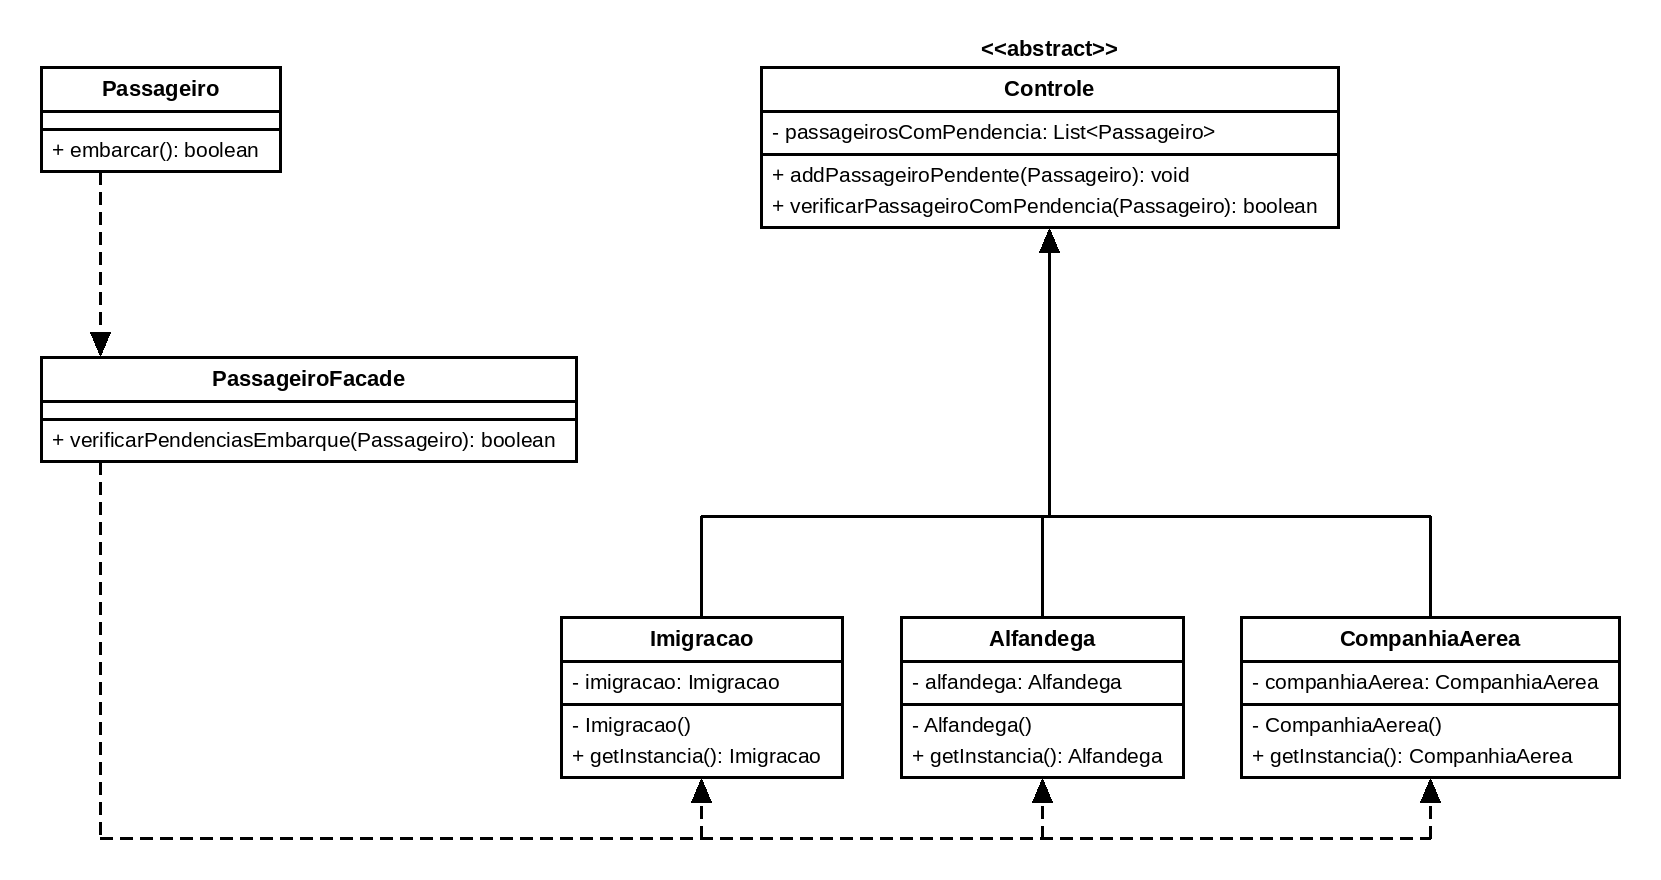 Passageiro
+ embarcar(): boolean
<<abstract>>
Controle
- passageirosComPendencia: List<Passageiro>
+ addPassageiroPendente(Passageiro): void
+ verificarPassageiroComPendencia(Passageiro): boolean
PassageiroFacade
+ verificarPendenciasEmbarque(Passageiro): boolean
Imigracao
- imigracao: Imigracao
- Imigracao()
+ getInstancia(): Imigracao
Alfandega
- alfandega: Alfandega
- Alfandega()
+ getInstancia(): Alfandega
CompanhiaAerea
- companhiaAerea: CompanhiaAerea
- CompanhiaAerea()
+ getInstancia(): CompanhiaAerea